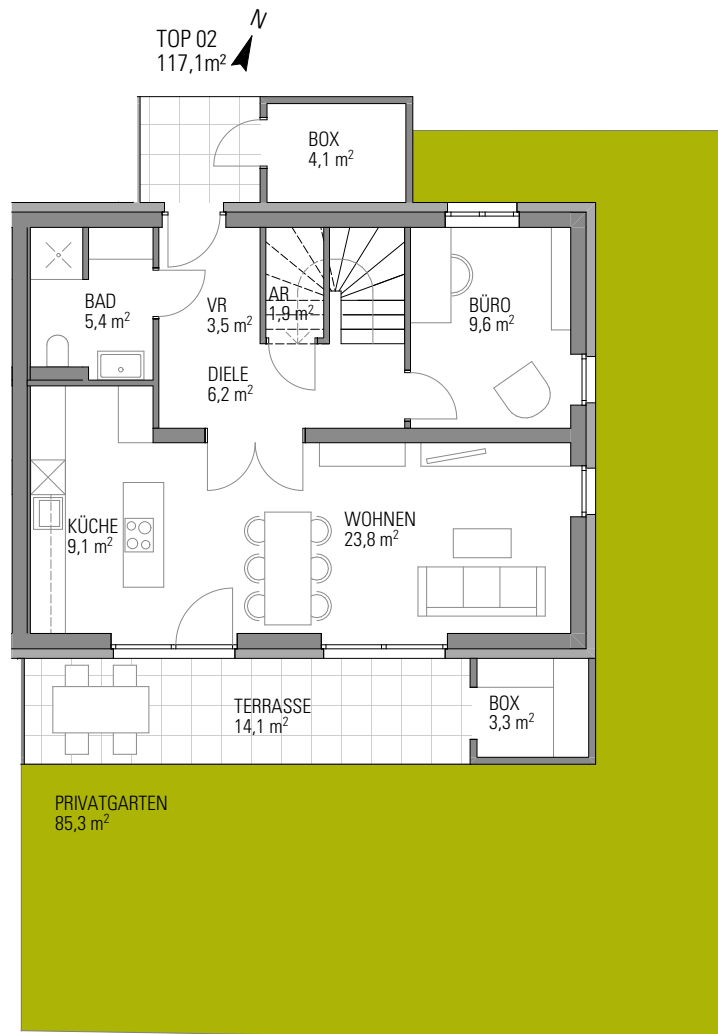 N
TOP 02
117,1m²
BOX
4,1 m²
BAD
5,4 m²
VR
3,5 m²
AR
1,9 m²
BÜRO
9,6 m²
DIELE
6,2 m²
KÜCHE
9,1 m²
WOHNEN
23,8 m²
TERRASSE
14,1 m²
BOX
3,3 m²
PRIVATGARTEN
85,3 m²